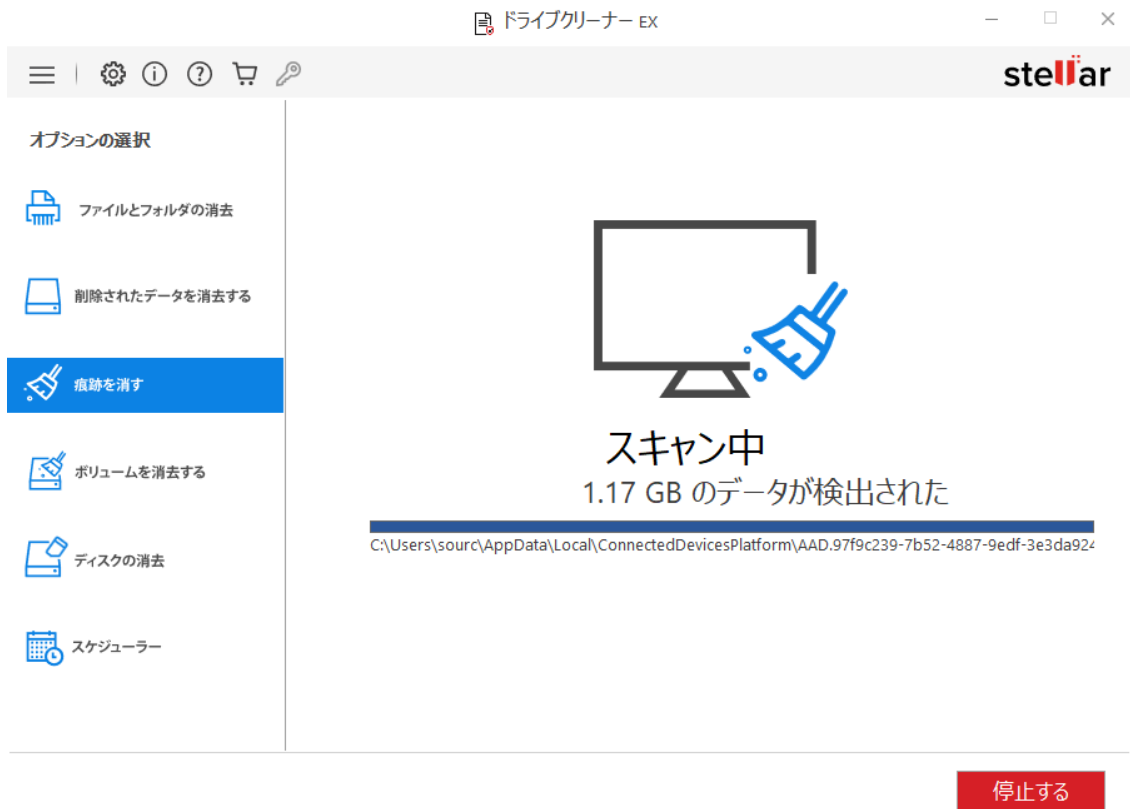 ドライブクリーナー EX
stellar
オプションの選択
ファイルとフォルダの消去
削除されたデータを消去する
痕跡を消す
ボリュームを消去する
ディスクの消去
スケジューラー
スキャン中
1.17 GB のデータが検出された
C:\Users\sourc\AppData\Local\ConnectedDevicesPlatform\AAD.97f9c239-7b52-4887-9edf-3e3da924
停止する